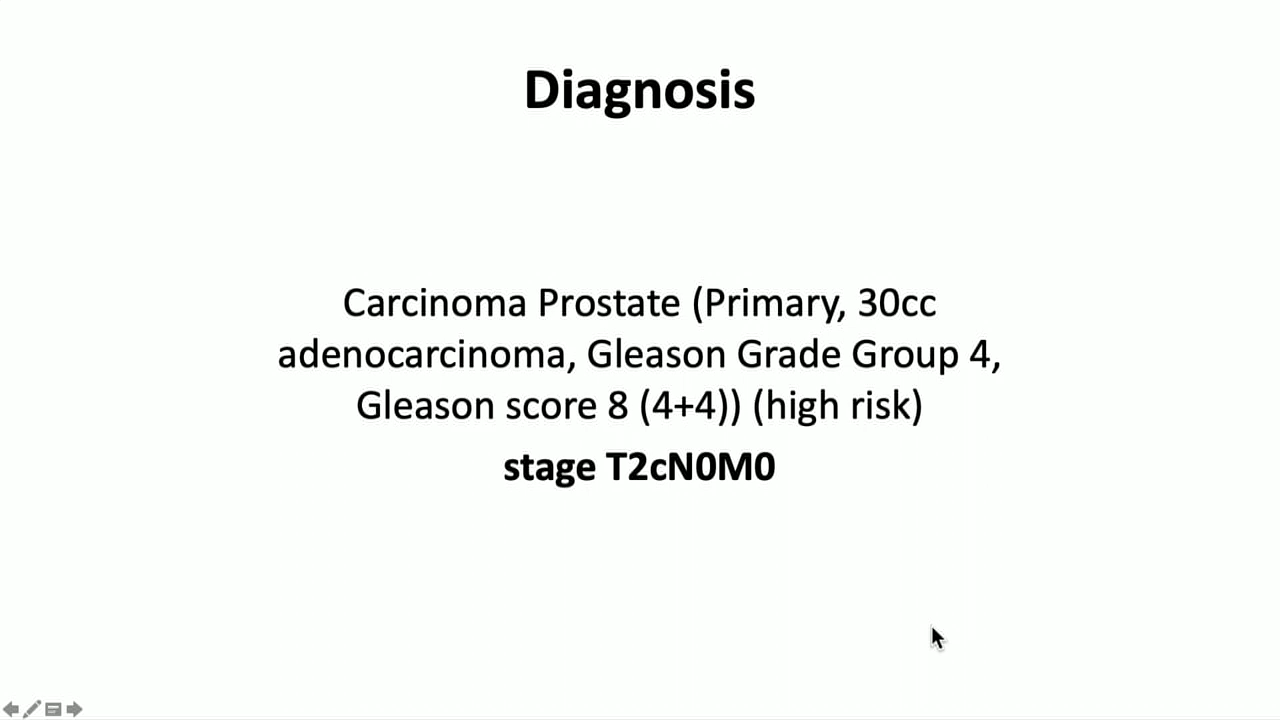 Diagnosis
Carcinoma Prostate (Primary, 30cc
adenocarcinoma, Gleason Grade Group 4,
Gleason score 8 (4+4)) (high risk)
stage T2cN0M0